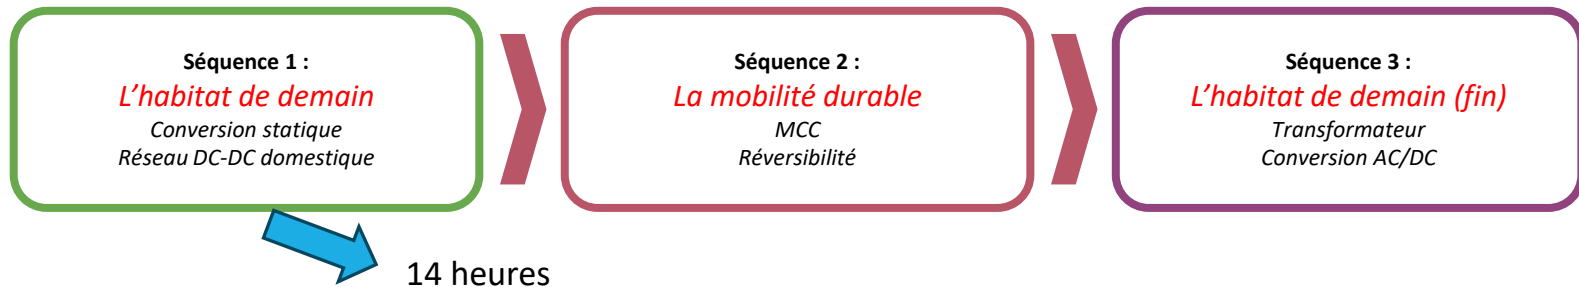 Séquence 1 :
L’habitat de demain
Conversion statique
Réseau DC-DC domestique
Séquence 2 :
La mobilité durable
MCC
Réversibilité
Séquence 3 :
L’habitat de demain (fin)
Transformateur
Conversion AC/DC
14 heures